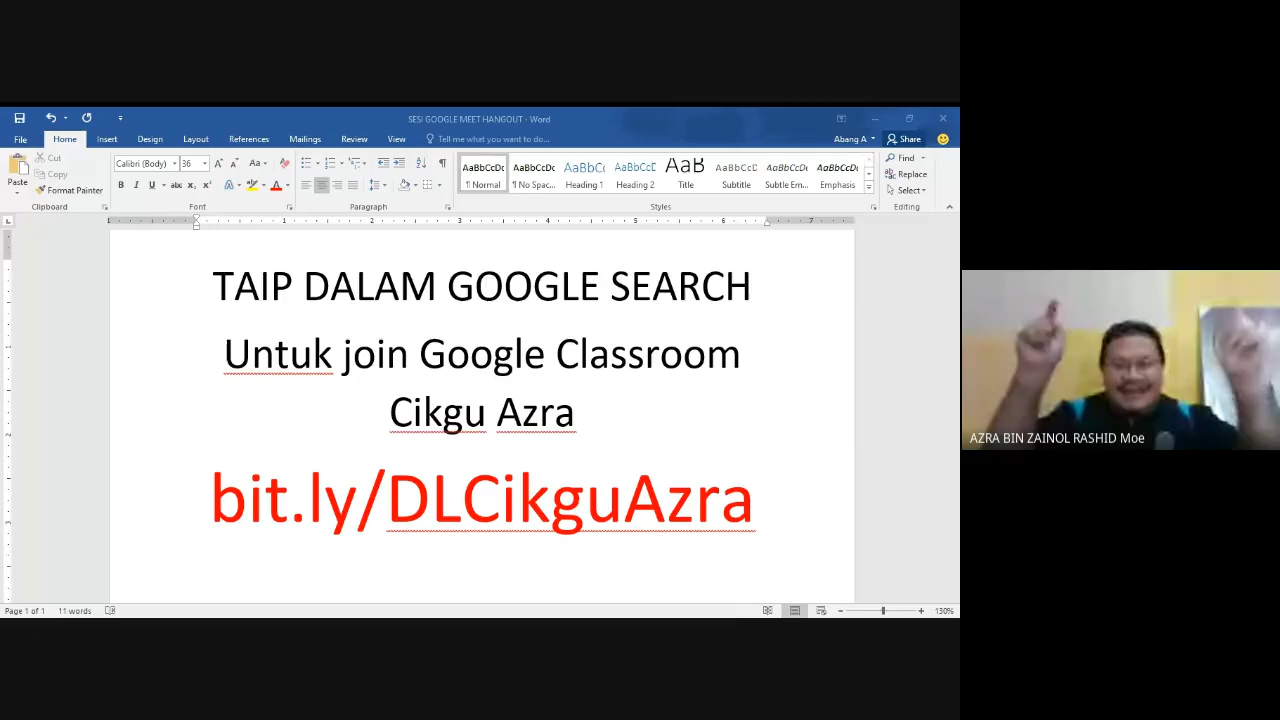 SESI GOOGLE MEET HANGOUT - Word
File Home Insert Design Layout References Mailings Review View Tell me what you want to do... Abang A Share
Paste
Cut
Copy
Format Painter
Calibri (Body) 36
AaBbCcDc AaBbCcDc AaBbC( AaBbCcE AaB AaBbCcD AaBbCcDc AaBbCcDc
¶ Normal ¶ No Spac... Heading 1 Heading 2 Title Subtitle Subtle Em... Emphasis
Find
Replace
Select
Clipboard Font Paragraph Styles Editing
TAIP DALAM GOOGLE SEARCH
Untuk join Google Classroom
Cikgu Azra
bit.ly/DLCikguAzra
Page 1 of 1 11 words 130%
AZRA BIN ZAINOL RASHID Moe